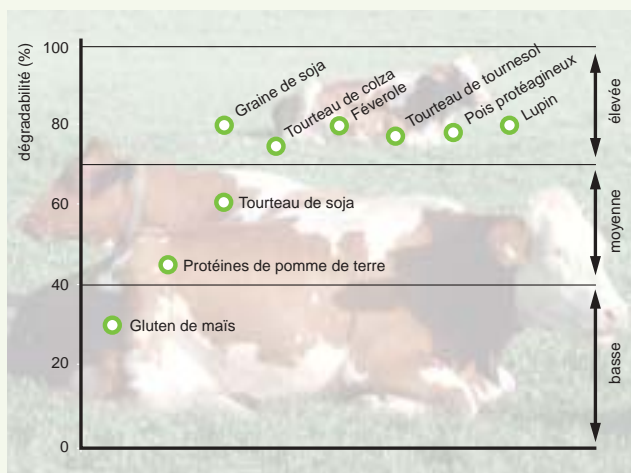 dégradabilité (%)
100
80
60
40
20
0
Graine de soja
Tourteau de colza
Féverole
Tourteau de tournesol
Pois protéagineux
Lupin
Tourteau de soja
Protéines de pomme de terre
Gluten de maïs
élevée
moyenne
basse